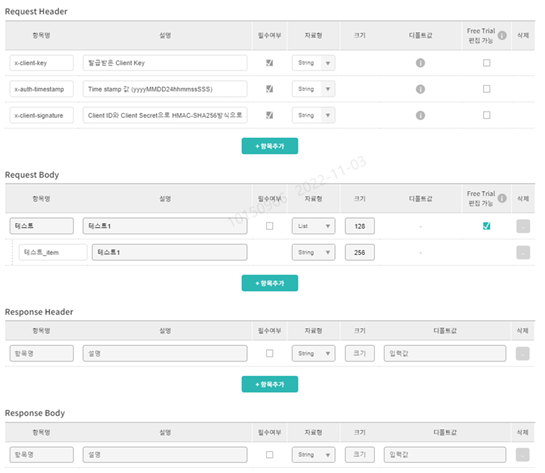 Request Header
항목명 설명 필수여부 자료형 크기 디폴트값 Free Trial 편집 가능 삭제
x-client-key 발급받은 Client Key String
x-auth-timestamp Time stamp 값 (yyyyMMDD24hhmmssSSS) String
x-client-signature Client ID와 Client Secret으로 HMAC-SHA256방식으로 String
+ 항목추가
Request Body
항목명 설명 필수여부 자료형 크기 디폴트값 Free Trial 편집 가능 삭제
테스트 테스트1 List 128 -
테스트_item 테스트1 String 256 -
+ 항목추가
Response Header
항목명 설명 필수여부 자료형 크기 디폴트값 삭제
항목명 설명 String 크기 입력값
+ 항목추가
Response Body
항목명 설명 필수여부 자료형 크기 디폴트값 삭제
항목명 설명 String 크기 입력값
2022-11-03